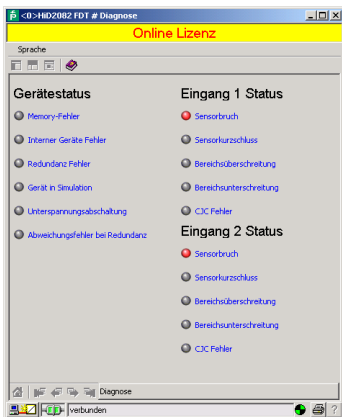 <0>HiD2082 FDT # Diagnose
Online Lizenz
Sprache
Gerätestatus
Memory-Fehler
Interner Geräte Fehler
Redundanz Fehler
Gerät in Simulation
Unterspannungsabschaltung
Abweichungsfehler bei Redundanz
Eingang 1 Status
Sensorbruch
Sensorkurzschluss
Bereichsüberschreitung
Bereichsunterschreitung
CJC Fehler
Eingang 2 Status
Sensorbruch
Sensorkurzschluss
Bereichsüberschreitung
Bereichsunterschreitung
CJC Fehler
Diagnose
verbunden